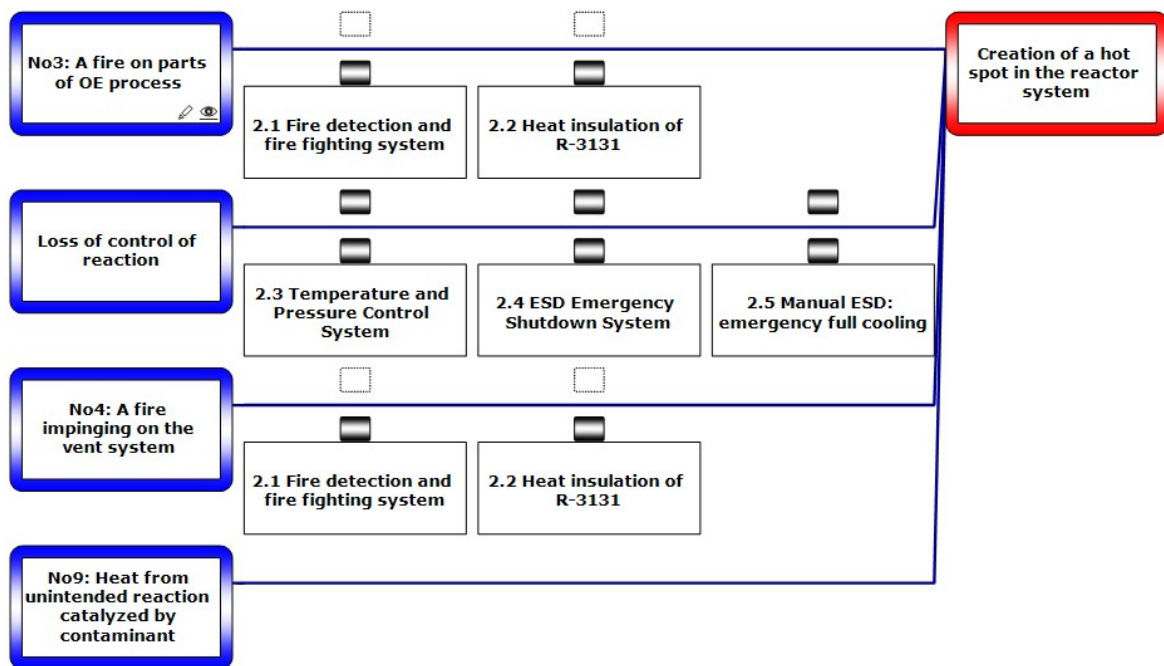 No3: A fire on parts
of OE process
Creation of a hot
spot in the reactor
system
2.1 Fire detection and
fire fighting system
2.2 Heat insulation of
R-3131
Loss of control of
reaction
2.3 Temperature and
Pressure Control
System
2.4 ESD Emergency
Shutdown System
2.5 Manual ESD:
emergency full cooling
No4: A fire
impinging on the
vent system
2.1 Fire detection and
fire fighting system
2.2 Heat insulation of
R-3131
No9: Heat from
unintended reaction
catalyzed by
contaminant